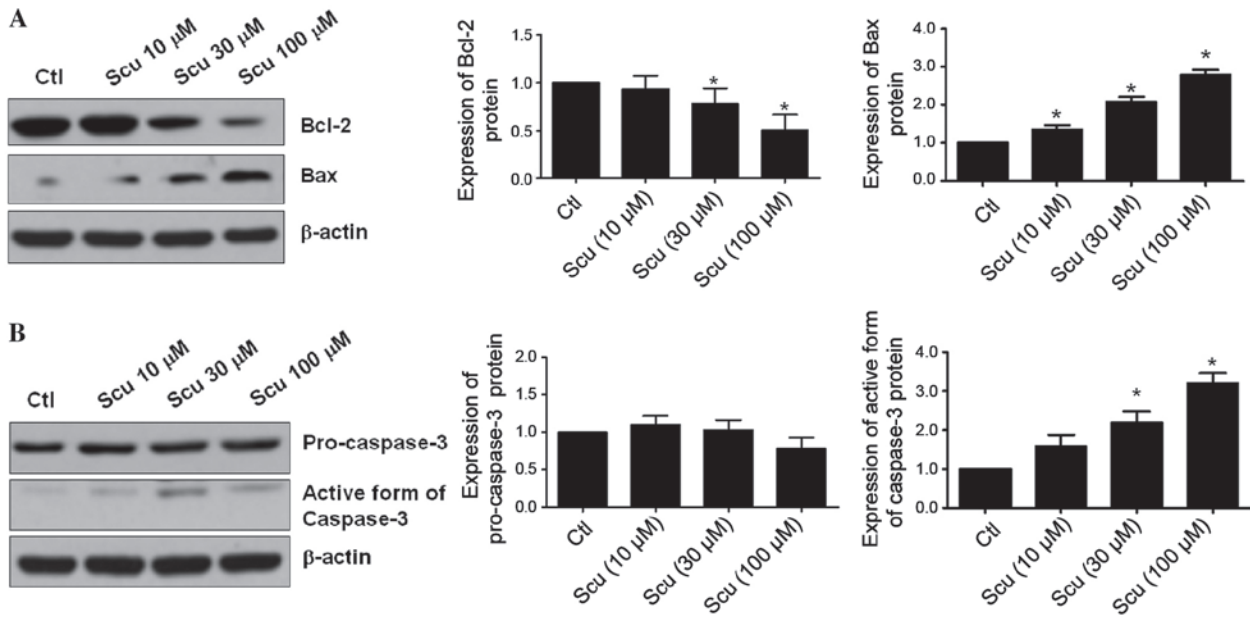 A
Ctl
Scu 10 µM
Scu 30 µM
Scu 100 µM
Bcl-2
Bax
β-actin
Expression of Bcl-2
protein
1.5
1.0
0.5
0.0
*
*
Ctl
Scu (10 µM)
Scu (30 µM)
Scu (100 µM)
Expression of Bax
protein
4.0
3.0
2.0
1.0
0.0
*
*
*
Ctl
Scu (10 µM)
Scu (30 µM)
Scu (100 µM)
B
Ctl
Scu 10 µM
Scu 30 µM
Scu 100 µM
Pro-caspase-3
Active form of
Caspase-3
β-actin
Expression of
pro-caspase-3 protein
2.0
1.5
1.0
0.5
0.0
Ctl
Scu (10 µM)
Scu (30 µM)
Scu (100 µM)
Expression of active form
of caspase-3 protein
4.0
3.0
2.0
1.0
0.0
*
*
Ctl
Scu (10 µM)
Scu (30 µM)
Scu (100 µM)